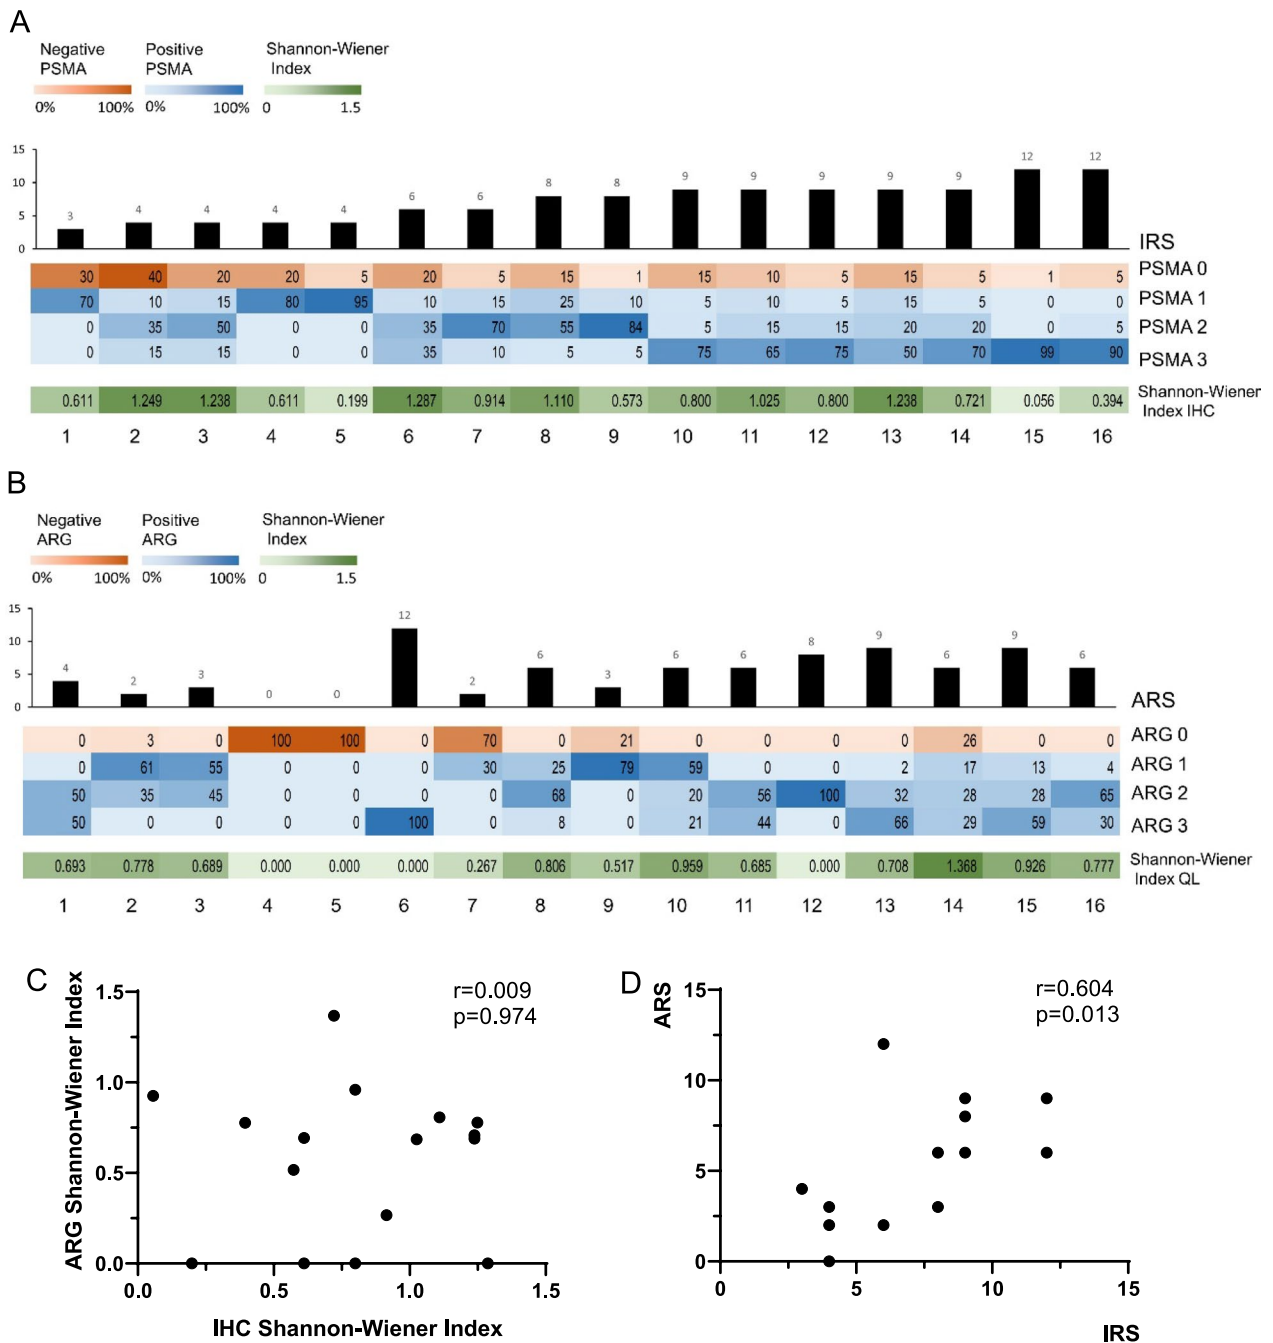 A
Negative PSMA
Positive PSMA
Shannon-Wiener Index
0% 100% 0% 100% 0 1.5
15
10
5
0
3 4 4 4 4 6 6 8 8 9 9 9 9 9 12 12
IRS
30 40 20 20 5 20 5 15 1 15 10 5 15 5 1 5 PSMA 0
70 10 15 80 95 10 15 25 10 5 10 5 15 5 0 0 PSMA 1
0 35 50 0 0 35 70 55 84 5 15 15 20 20 0 5 PSMA 2
0 15 15 0 0 35 10 5 5 75 65 75 50 70 99 90 PSMA 3
0.611 1.249 1.238 0.611 0.199 1.287 0.914 1.110 0.573 0.800 1.025 0.800 1.238 0.721 0.056 0.394 Shannon-Wiener Index IHC
1 2 3 4 5 6 7 8 9 10 11 12 13 14 15 16
B
Negative ARG
Positive ARG
Shannon-Wiener Index
0% 100% 0% 100% 0 1.5
15
10
5
0
4 2 3 0 0 12 2 6 3 6 6 8 9 6 9 6
ARS
0 3 0 100 100 0 70 0 21 0 0 0 0 26 0 0 ARG 0
0 61 55 0 0 0 30 25 79 59 0 0 2 17 13 4 ARG 1
50 35 45 0 0 0 0 68 0 20 56 100 32 28 28 65 ARG 2
50 0 0 0 0 100 0 8 0 21 44 0 66 29 59 30 ARG 3
0.693 0.778 0.689 0.000 0.000 0.000 0.267 0.806 0.517 0.959 0.685 0.000 0.708 1.368 0.926 0.777 Shannon-Wiener Index QL
1 2 3 4 5 6 7 8 9 10 11 12 13 14 15 16
C
ARG Shannon-Wiener Index
r=0.009
p=0.974
1.5
1.0
0.5
0.0
0.0 0.5 1.0 1.5
IHC Shannon-Wiener Index
D
ARS
r=0.604
p=0.013
15
10
5
0
0 5 10 15
IRS